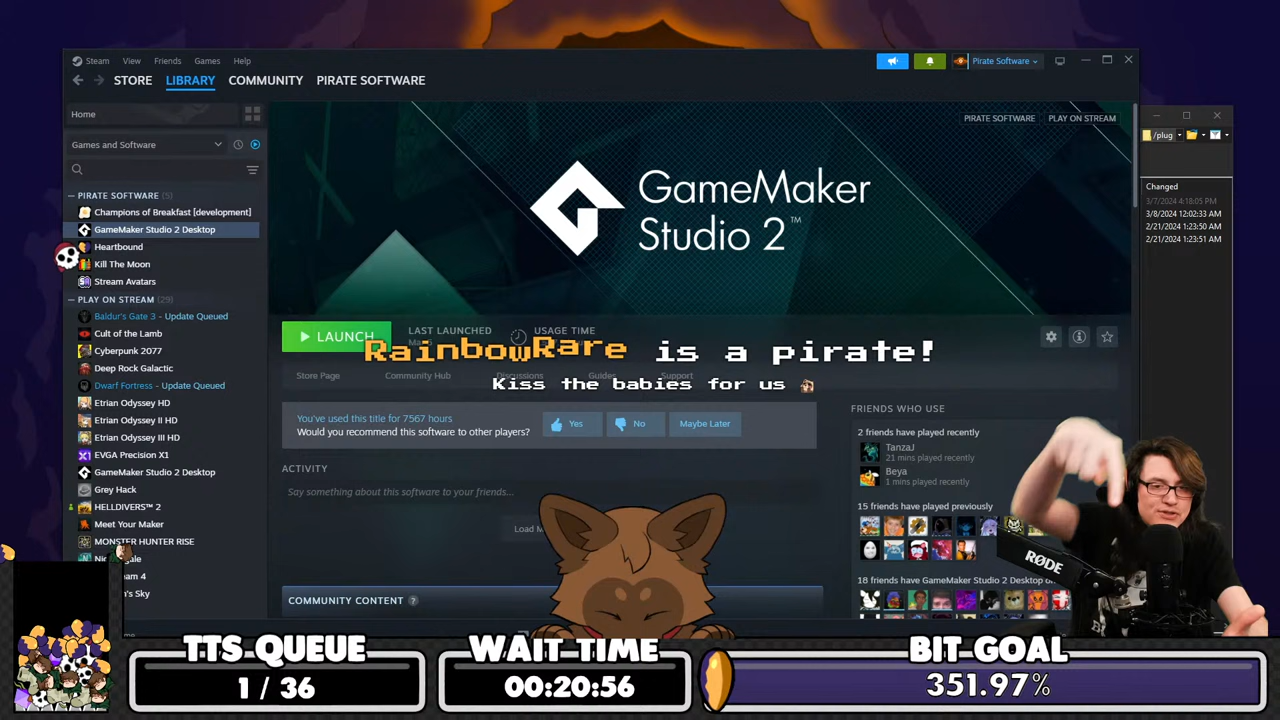 Steam View Friends Games Help
Pirate Software
STORE LIBRARY COMMUNITY PIRATE SOFTWARE
Home
PIRATE SOFTWARE PLAY ON STREAM
/plug
Games and Software
GameMaker
Studio 2™
Changed
3/7/2024 4:18:05 PM
3/8/2024 12:02:33 AM
2/21/2024 1:23:50 AM
2/21/2024 1:23:51 AM
PIRATE SOFTWARE (5)
Champions of Breakfast [development]
GameMaker Studio 2 Desktop
Heartbound
Kill The Moon
Stream Avatars
PLAY ON STREAM (29)
Baldur's Gate 3 - Update Queued
Cult of the Lamb
Cyberpunk 2077
Deep Rock Galactic
Dwarf Fortress - Update Queued
Etrian Odyssey HD
Etrian Odyssey II HD
Etrian Odyssey III HD
EVGA Precision X1
GameMaker Studio 2 Desktop
Grey Hack
HELLDIVERS™ 2
Meet Your Maker
MONSTER HUNTER RISE
LAUNCH
LAST LAUNCHED
USAGE TIME
RainbowRare is a pirate!
Kiss the babies for us
Store Page Community Hub Discussions Guides Support
You've used this title for 7567 hours
Would you recommend this software to other players?
Yes No Maybe Later
ACTIVITY
Say something about this software to your friends...
Load
COMMUNITY CONTENT ?
FRIENDS WHO USE
2 friends have played recently
TanzaJ
21 mins played recently
Beya
1 mins played recently
15 friends have played previously
18 friends have GameMaker Studio 2 Desktop
RØDE
TTS QUEUE
1 / 36
WAIT TIME
00:20:56
BIT GOAL
351.97%